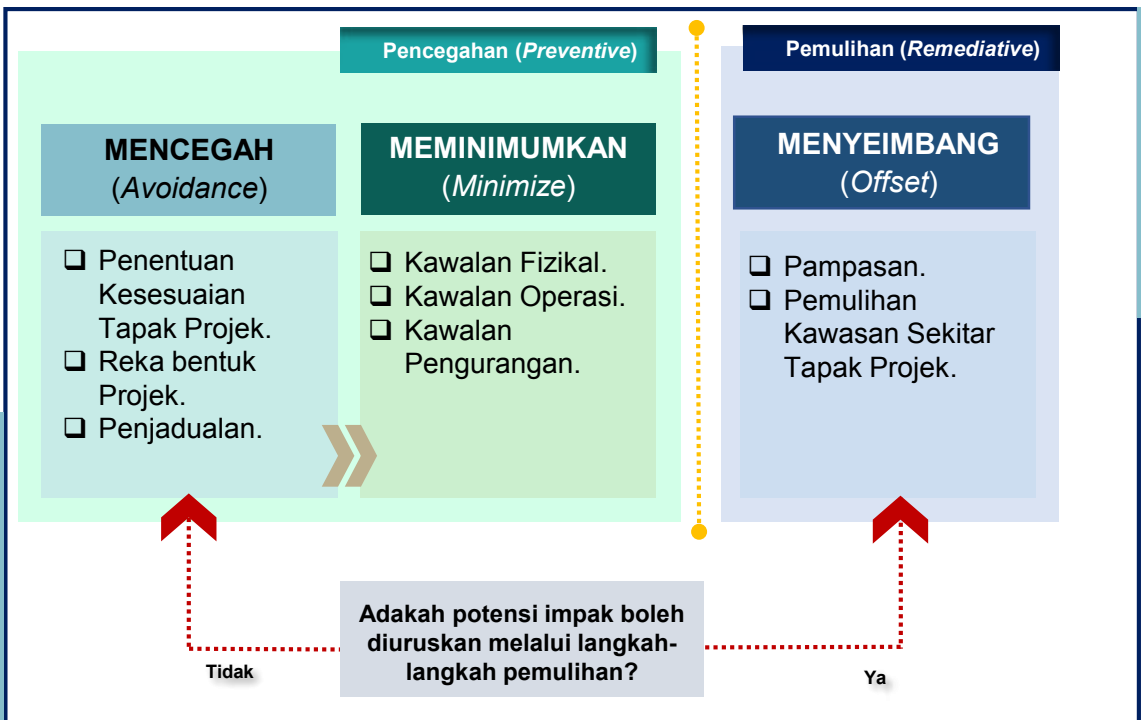 Pencegahan (Preventive)
MENCEGAH
(Avoidance)
Penentuan
Kesesuaian
Tapak Projek.
Reka bentuk
Projek.
Penjadualan.
MEMINIMUMKAN
(Minimize)
Kawalan Fizikal.
Kawalan Operasi.
Kawalan
Pengurangan.
Pemulihan (Remediative)
MENYEIMBANG
(Offset)
Pampasan.
Pemulihan
Kawasan Sekitar
Tapak Projek.
Adakah potensi impak boleh
diuruskan melalui langkah-
langkah pemulihan?
Tidak
Ya